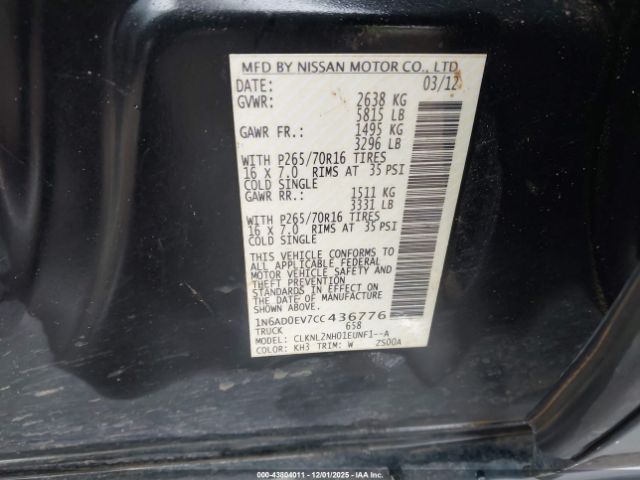 MFD BY NISSAN MOTOR CO., LTD
DATE: 03/12
GVWR: 2638 KG
5815 LB
GAWR FR.: 1495 KG
3296 LB
WITH P265/70R16 TIRES
16 X 7.0 RIMS AT 35 PSI
COLD SINGLE
GAWR RR.: 1511 KG
3331 LB
WITH P265/70R16 TIRES
16 X 7.0 RIMS AT 35 PSI
COLD SINGLE
THIS VEHICLE CONFORMS TO
ALL APPLICABLE FEDERAL
MOTOR VEHICLE SAFETY AND
THEFT PREVENTION
STANDARDS IN EFFECT ON
THE DATE OF MANUFACTURE
SHOWN ABOVE.
1N6AD0EV7CC436776
TRUCK 658
MODEL: CLKNL2NHO1EUNF1--A
COLOR: KH3 TRIM: W ZS00A
000-43804011 - 12/01/2025 - IAA Inc.